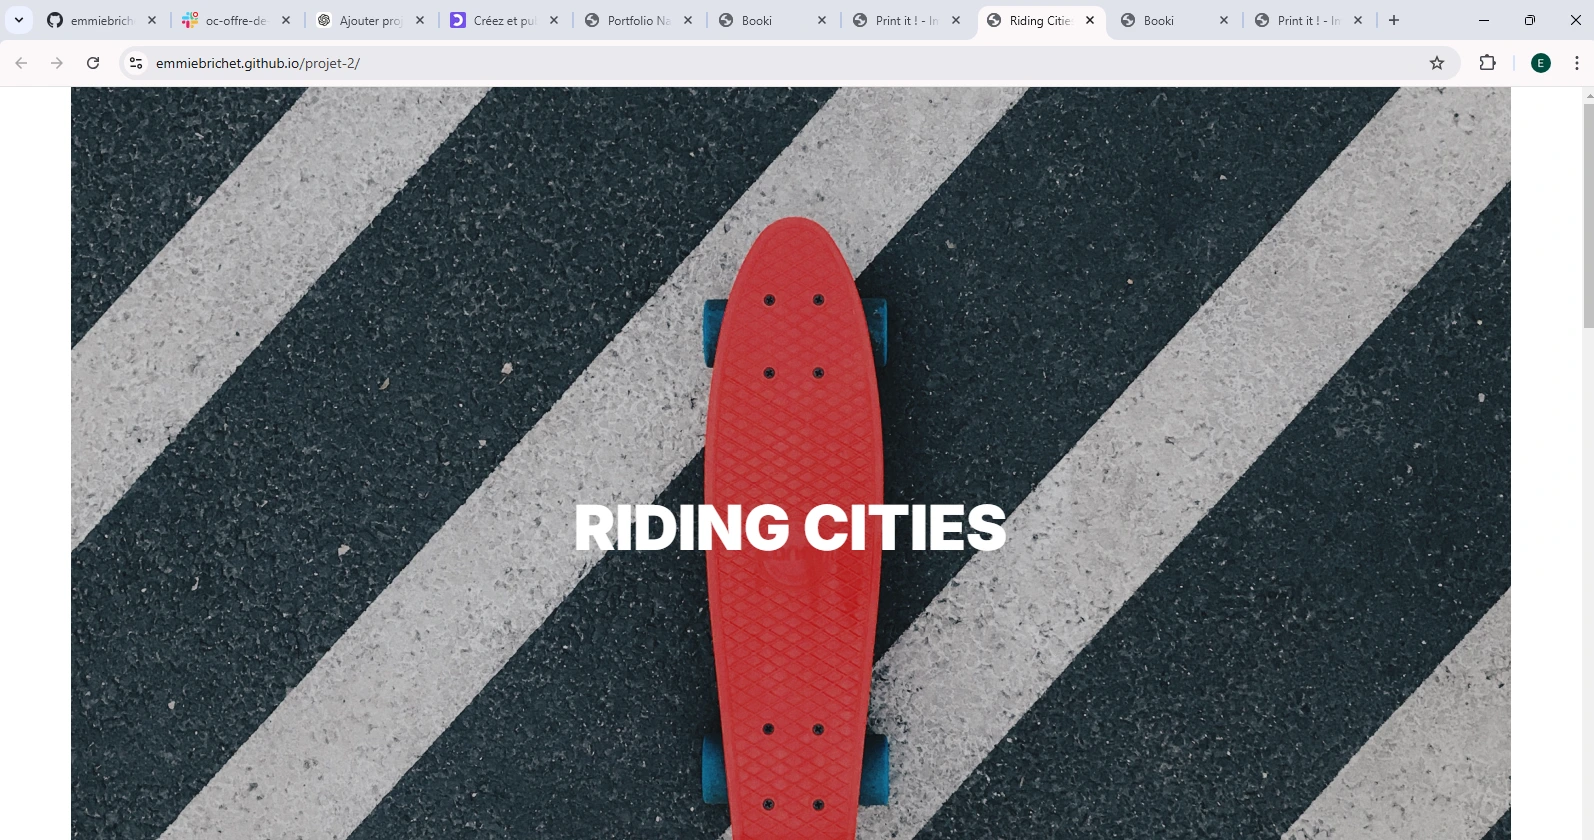 emmiebrich
oc-offre-de-
Ajouter proj
Créez et pu
Portfolio Na
Booki
Print it ! - In
Riding Cities
Booki
Print it ! - In
emmiebrichet.github.io/projet-2/
E
RIDING CITIES